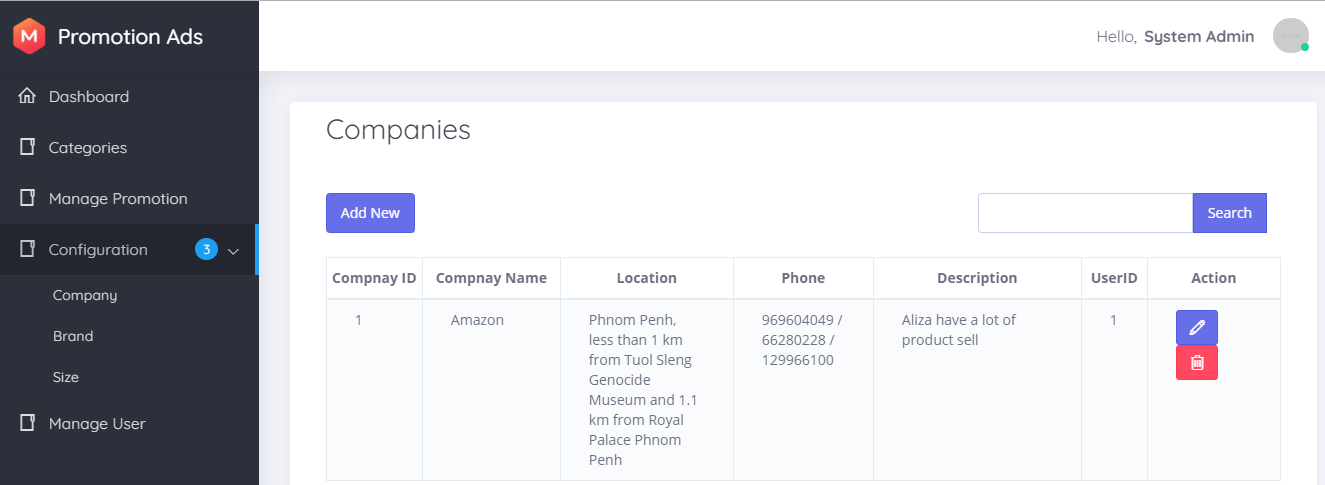 M
Promotion Ads
Hello, System Admin
Dashboard
Categories
Manage Promotion
Configuration 3
Company
Brand
Size
Manage User
Companies
Add New
Search
Compnay ID Compnay Name Location Phone Description UserID Action
1
Amazon
Phnom Penh,
less than 1 km
from Tuol Sleng
Genocide
Museum and 1.1
km from Royal
Palace Phnom
Penh
969604049 /
66280228 /
129966100
Aliza have a lot of
product sell
1